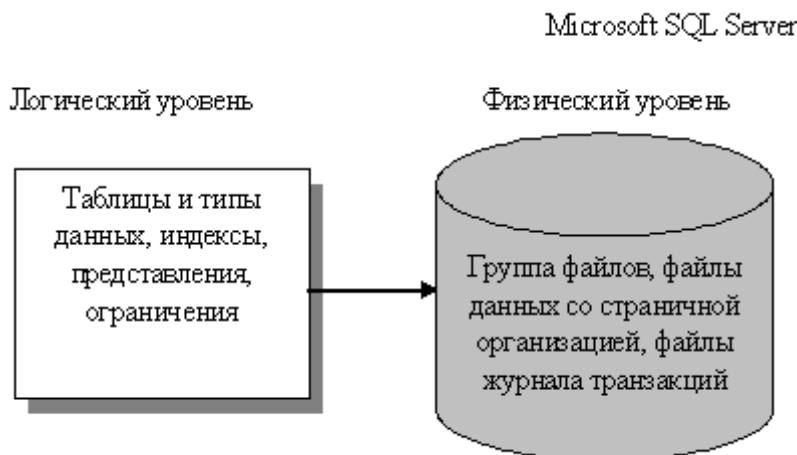 Microsoft SQL Server
Логический уровень
Физический уровень
Таблицы и типы
данных, индексы,
представления,
ограничения
Группа файлов, файлы
данных со страничной
организацией, файлы
журнала транзакций